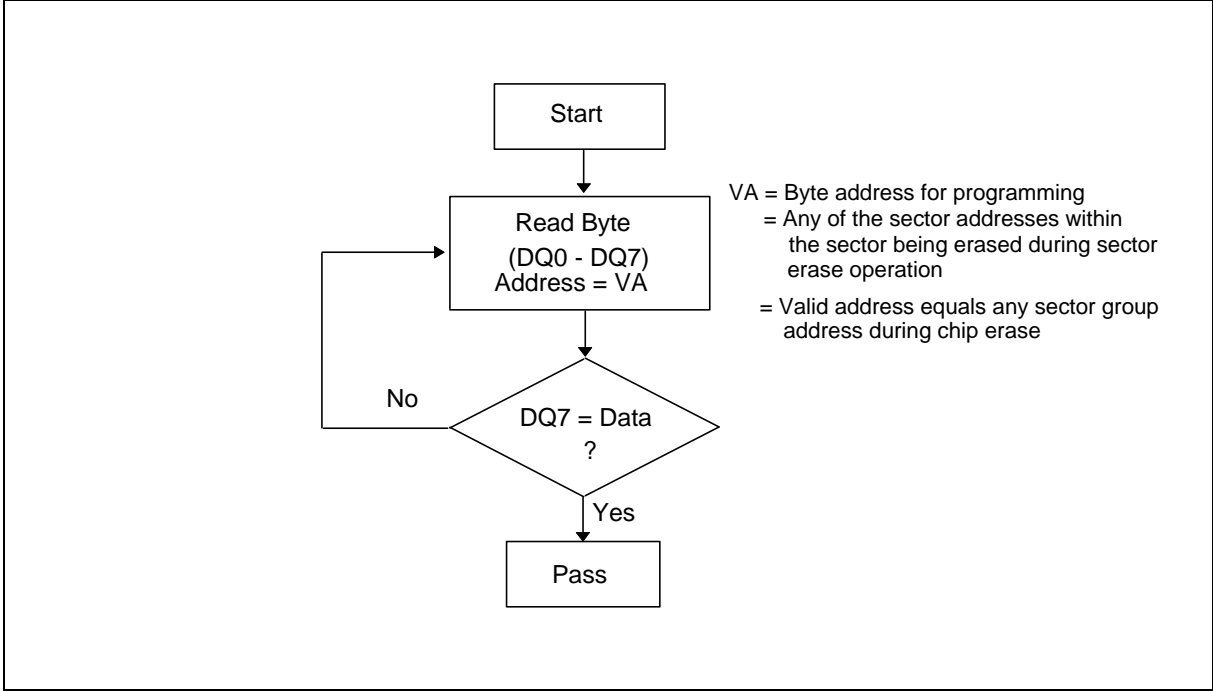 Start
Read Byte
(DQ0 - DQ7)
Address = VA
VA = Byte address for programming
= Any of the sector addresses within
the sector being erased during sector
erase operation
= Valid address equals any sector group
address during chip erase
No
DQ7 = Data
?
Yes
Pass